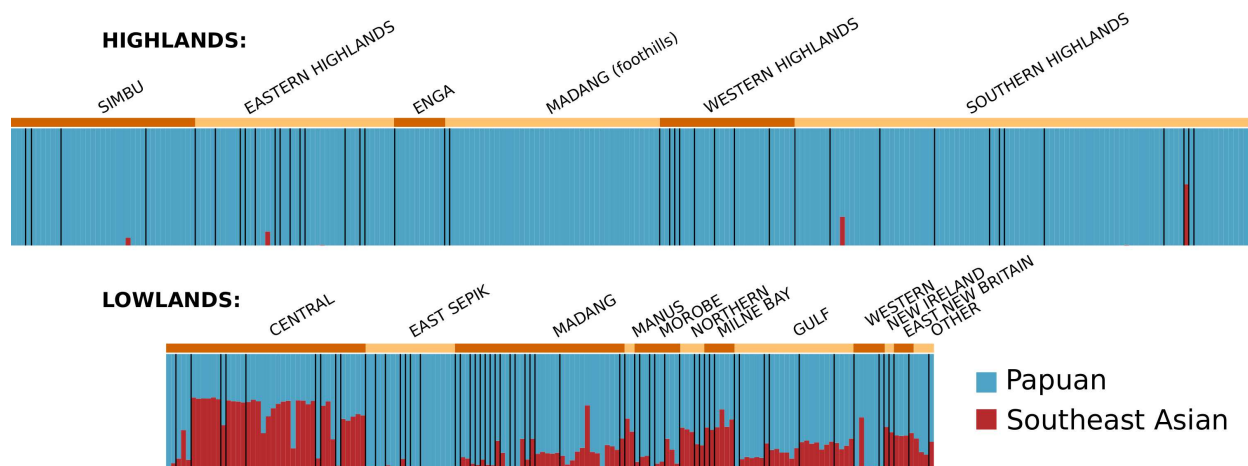 HIGHLANDS:
SIMBU
EASTERN HIGHLANDS
ENGA
MADANG (foothills)
WESTERN HIGHLANDS
SOUTHERN HIGHLANDS
LOWLANDS:
CENTRAL
EAST SEPIK
MADANG
MANUS
MOROBE
NORTHERN
MILNE BAY
GULF
WESTERN
NEW IRELAND
EAST NEW BRITAIN
OTHER
Papuan
Southeast Asian